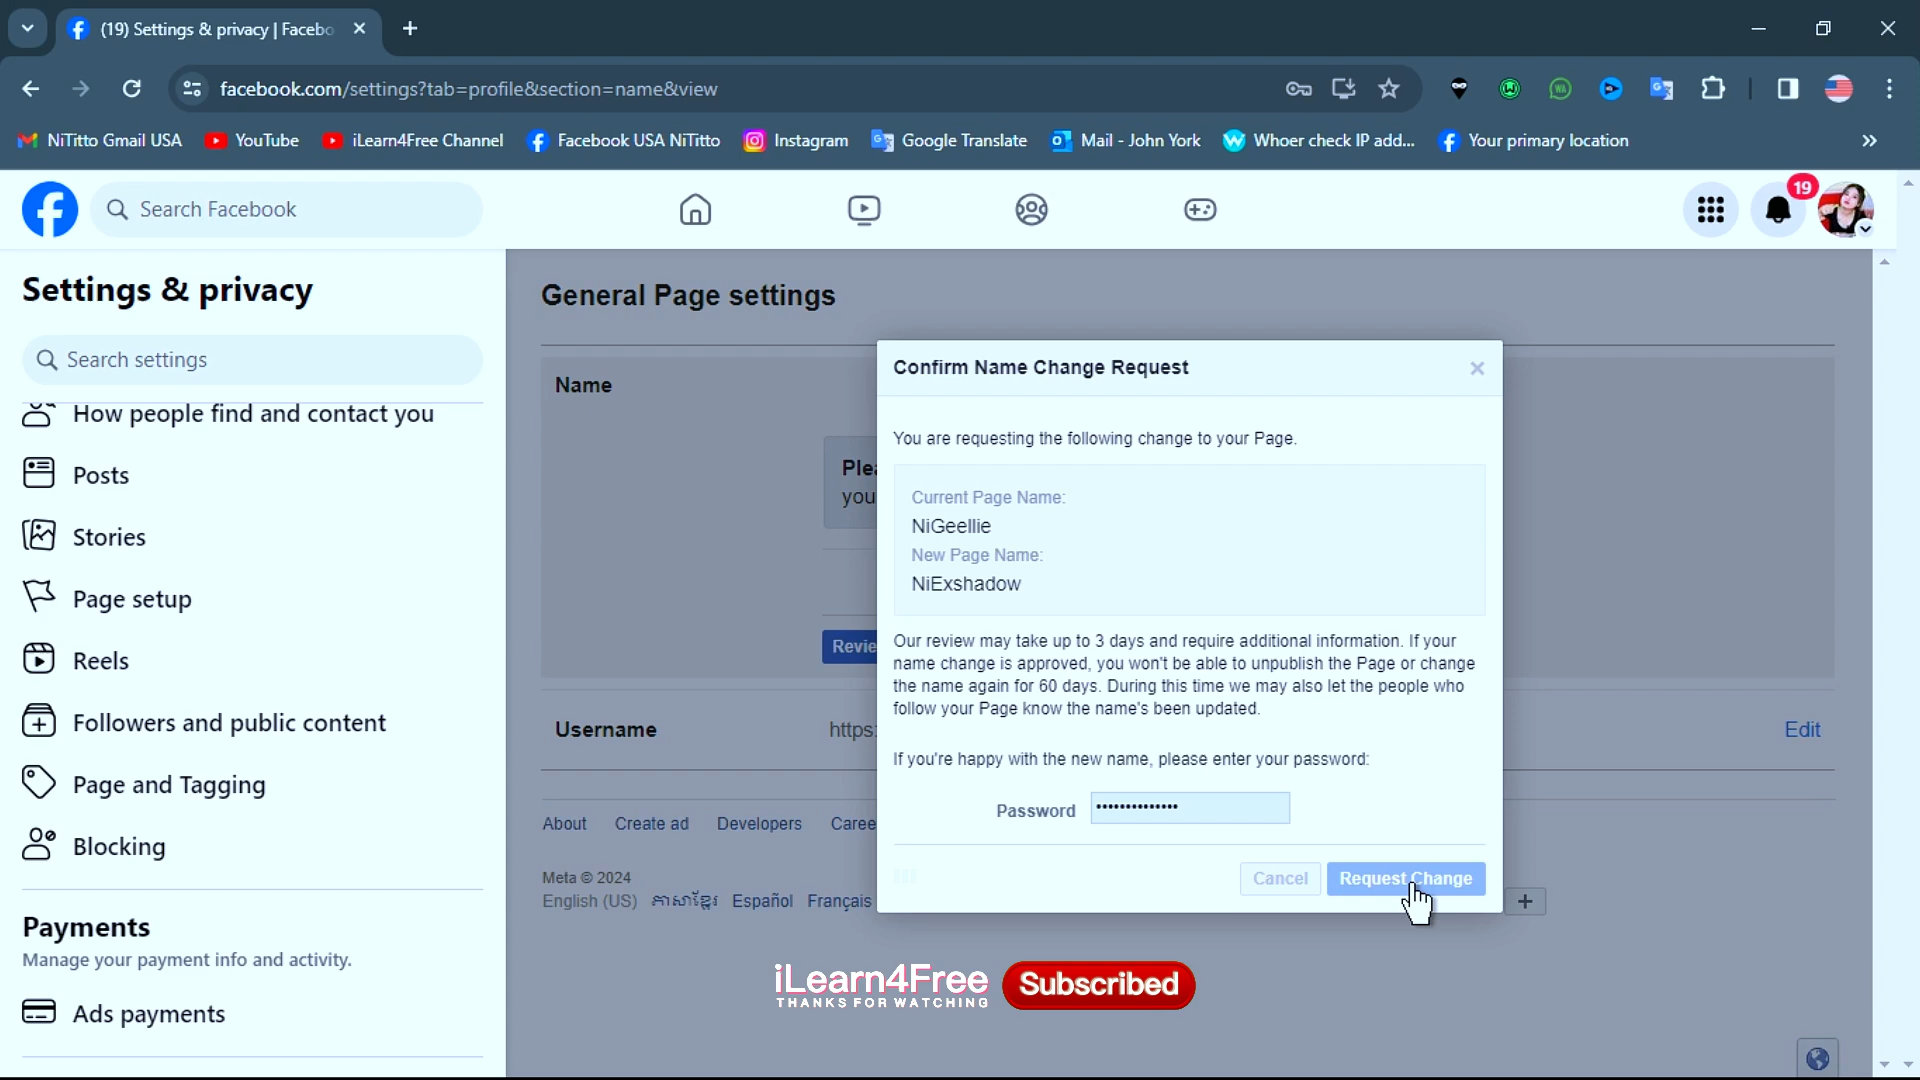 (19) Settings & privacy | Facebo
facebook.com/settings?tab=profile&section=name&view
NiTitto Gmail USA
YouTube
iLearn4Free Channel
Facebook USA NiTitto
Instagram
Google Translate
Mail - John York
Whoer check IP add...
Your primary location
Search Facebook
19
Settings & privacy
Search settings
How people find and contact you
Posts
Stories
Page setup
Reels
Followers and public content
Page and Tagging
Blocking
Payments
Manage your payment info and activity.
Ads payments
General Page settings
Name
Plea
you
Revie
Username
https:
Edit
About Create ad Developers Caree
Meta © 2024
English (US) ភាសាខ្មែរ Español Français
Confirm Name Change Request
You are requesting the following change to your Page.
Current Page Name:
NiGeellie
New Page Name:
NiExshadow
Our review may take up to 3 days and require additional information. If your
name change is approved, you won't be able to unpublish the Page or change
the name again for 60 days. During this time we may also let the people who
follow your Page know the name's been updated.
If you're happy with the new name, please enter your password:
Password ••••••••••••••
Cancel
Request Change
iLearn4Free
THANKS FOR WATCHING
Subscribed